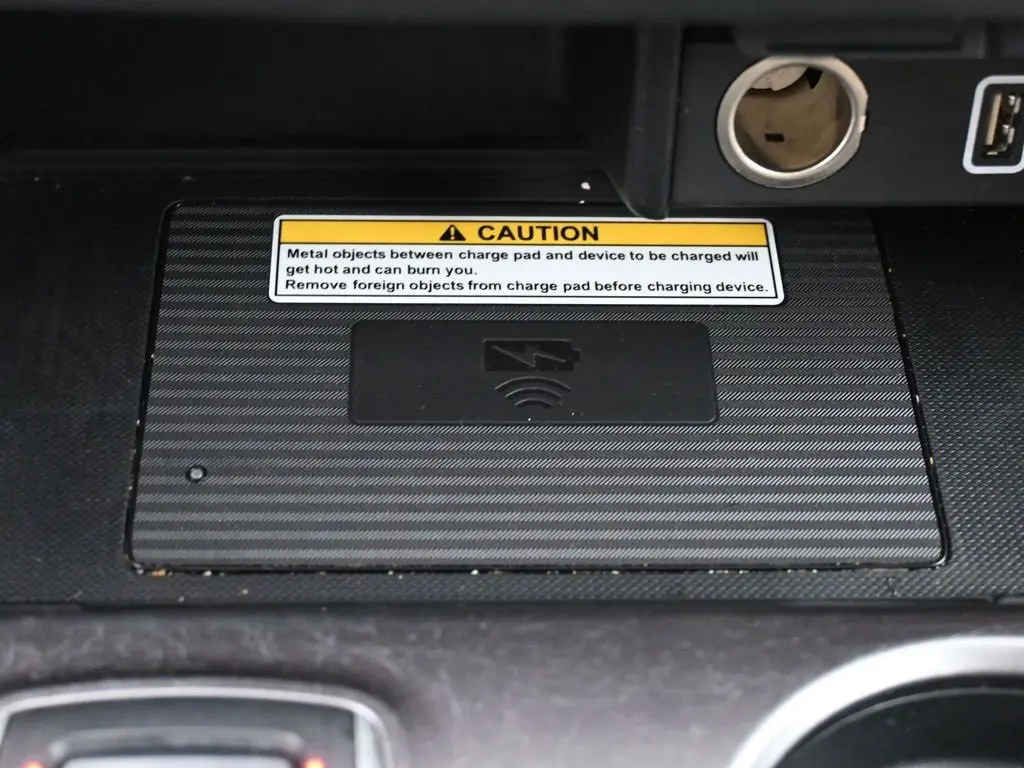 CAUTION
Metal objects between charge pad and device to be charged will
get hot and can burn you.
Remove foreign objects from charge pad before charging device.